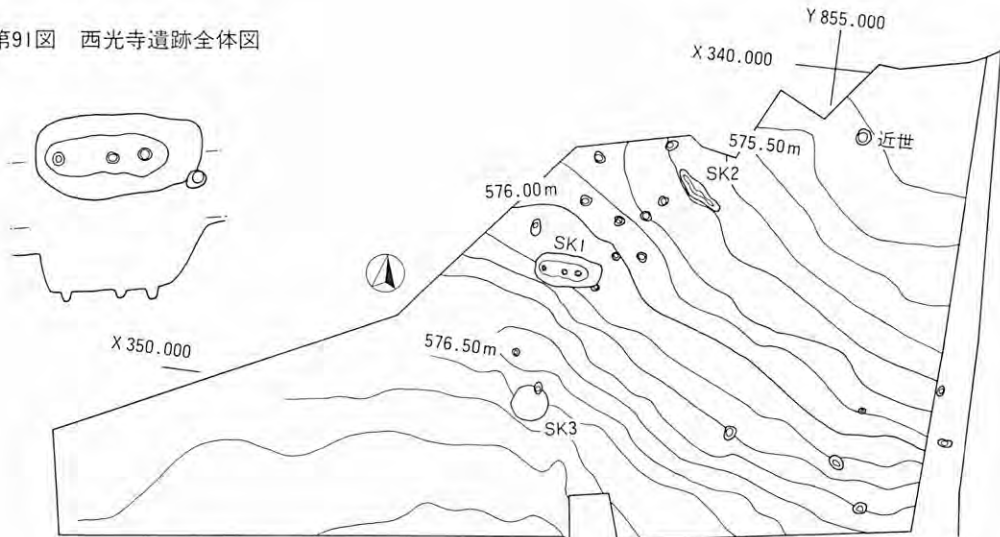 第91図 西光寺遺跡全体図
Y 855.000
X 340.000
近世
575.50m
SK2
576.00m
SK1
X 350.000
576.50m
SK3